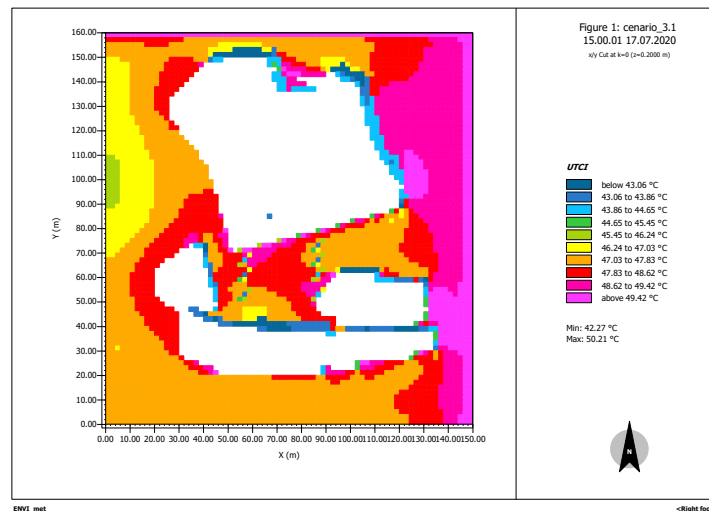 Figure 1: cenario_3.1
15.00.01 17.07.2020
x/y Cut at k=0 (z=0.2000 m)
160.00
150.00
140.00
130.00
120.00
110.00
100.00
90.00
80.00
70.00
60.00
50.00
40.00
30.00
20.00
10.00
0.00
Y (m)
0.00 10.00 20.00 30.00 40.00 50.00 60.00 70.00 80.00 90.00 100.00 110.00 120.00 130.00 140.00 150.00
X (m)
UTCI
below 43.06 °C
43.06 to 43.86 °C
43.86 to 44.65 °C
44.65 to 45.45 °C
45.45 to 46.24 °C
46.24 to 47.03 °C
47.03 to 47.83 °C
47.83 to 48.62 °C
48.62 to 49.42 °C
above 49.42 °C
Min: 42.27 °C
Max: 50.21 °C
N
ENVI_met
<Right foo